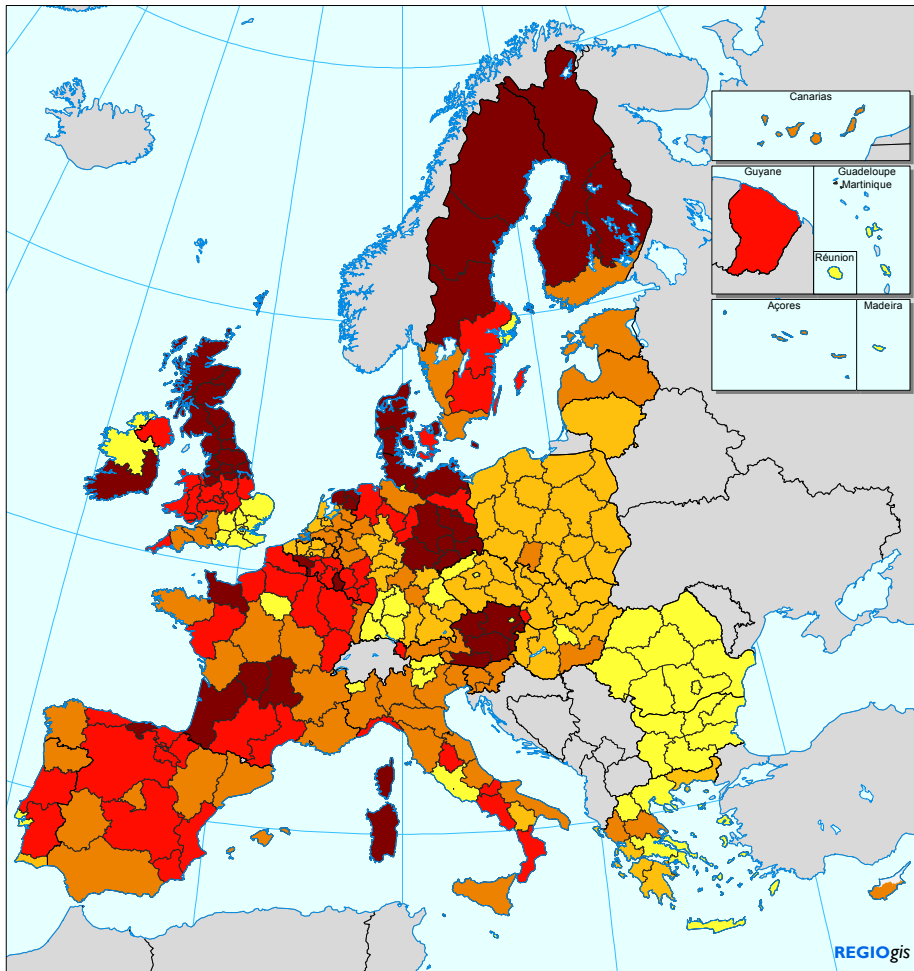 Canarias
Guyane
Guadeloupe
Martinique
Réunion
Açores
Madeira
REGIOgis